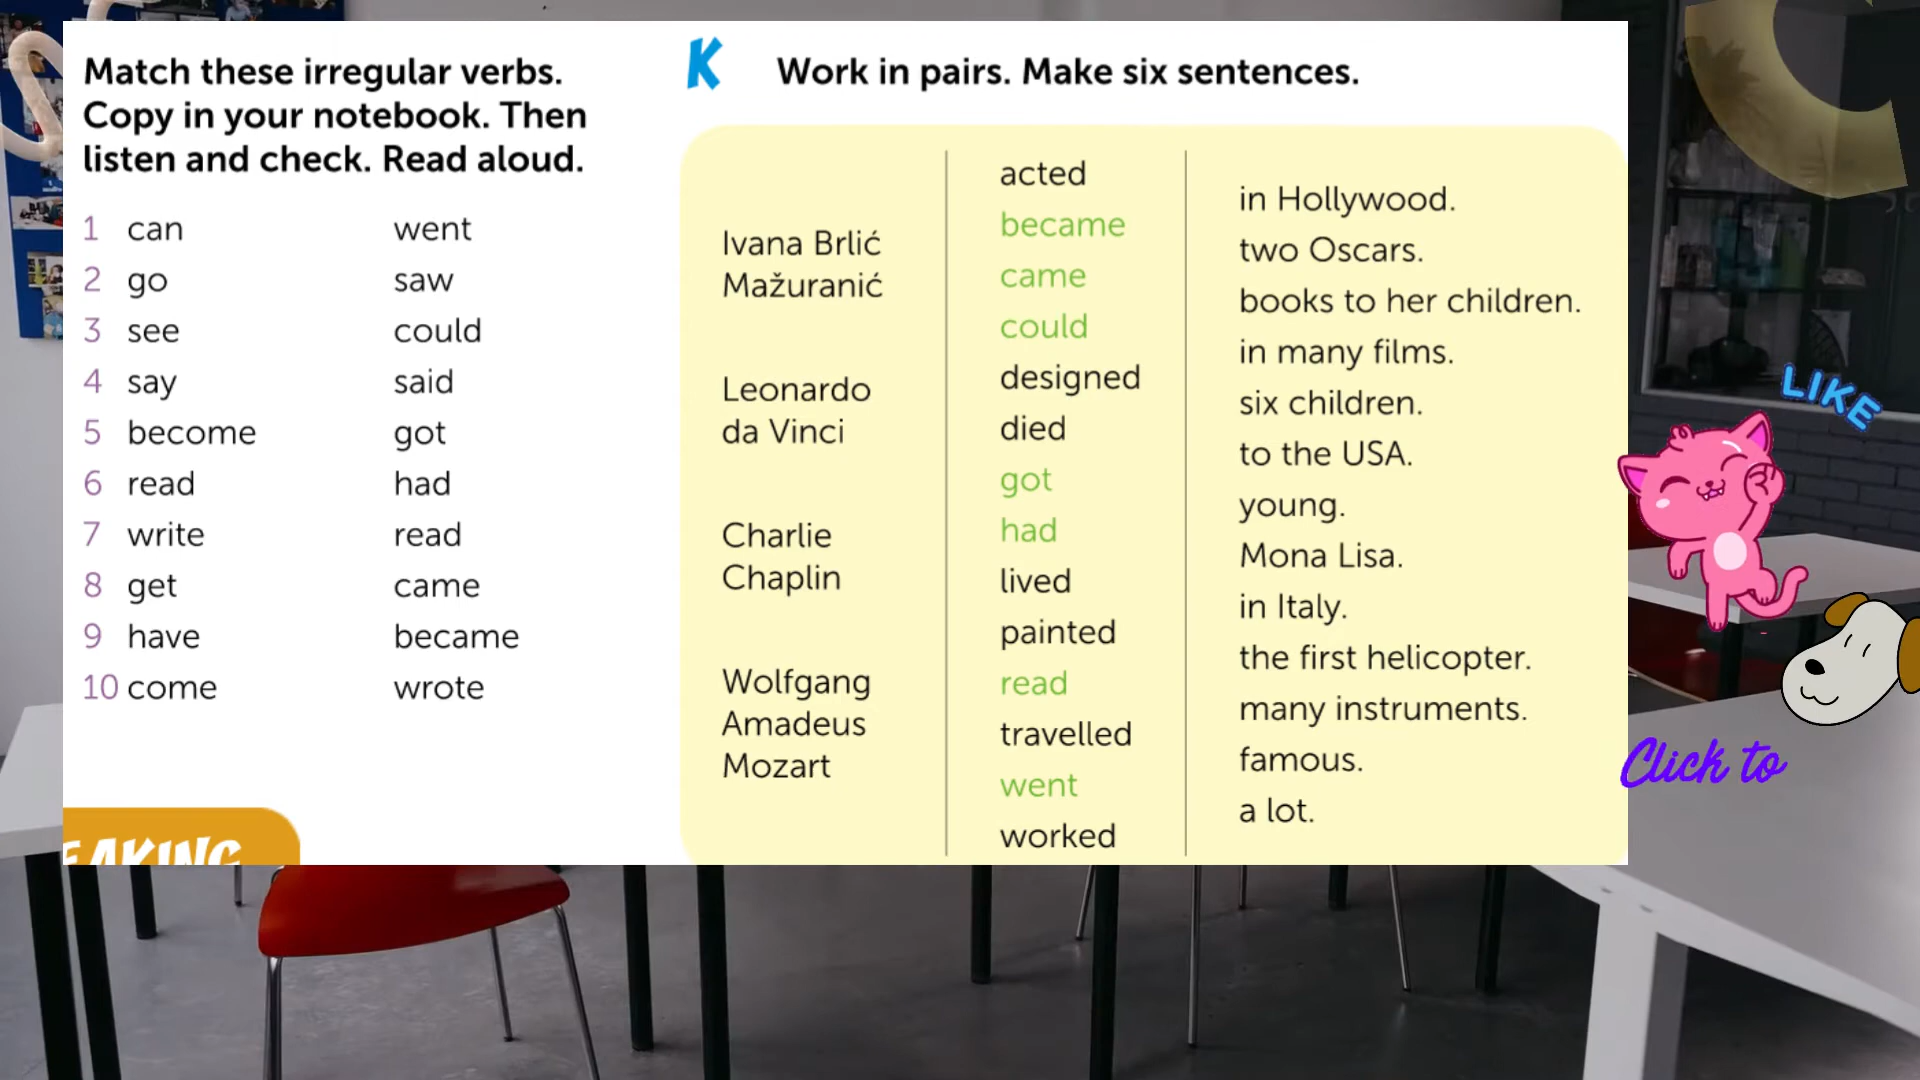 Match these irregular verbs.
Copy in your notebook. Then
listen and check. Read aloud.
1 can went
2 go saw
3 see could
4 say said
5 become got
6 read had
7 write read
8 get came
9 have became
10 come wrote
K Work in pairs. Make six sentences.
Ivana Brlić
Mažuranić
Leonardo
da Vinci
Charlie
Chaplin
Wolfgang
Amadeus
Mozart
acted
became
came
could
designed
died
got
had
lived
painted
read
travelled
went
worked
in Hollywood.
two Oscars.
books to her children.
in many films.
six children.
to the USA.
young.
Mona Lisa.
in Italy.
the first helicopter.
many instruments.
famous.
a lot.
LIKE
Click to